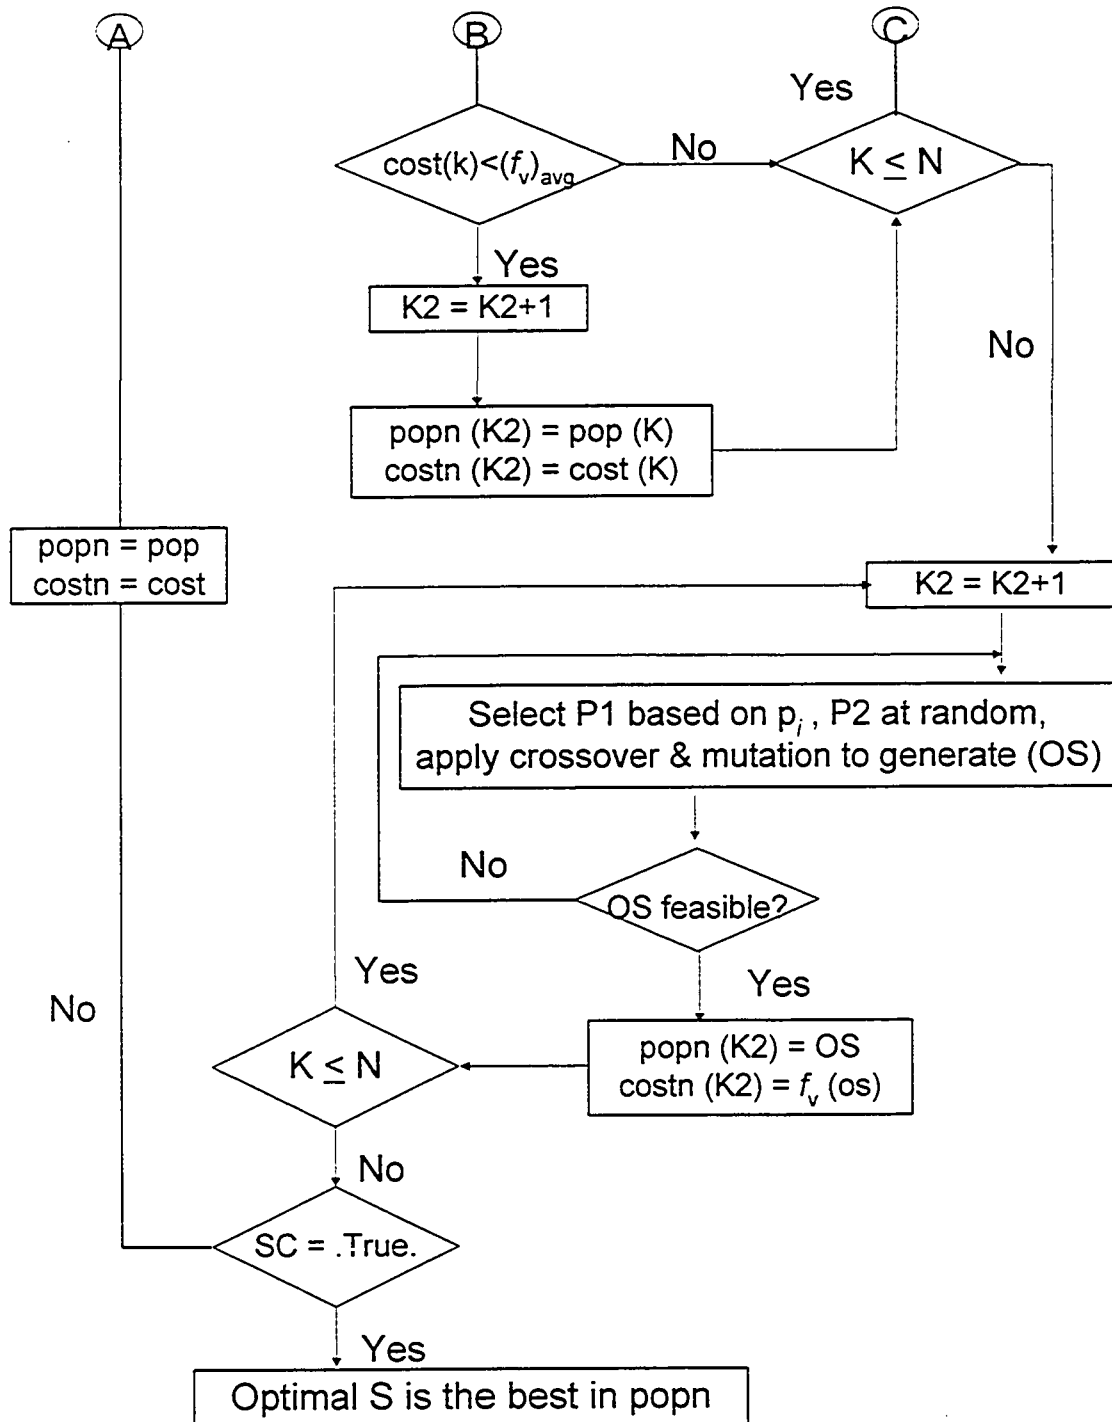 A
B
C
Yes
cost(k)<(f_v)_avg
No
K ≤ N
Yes
K2 = K2+1
No
popn (K2) = pop (K)
costn (K2) = cost (K)
popn = pop
costn = cost
K2 = K2+1
Select P1 based on p_i , P2 at random,
apply crossover & mutation to generate (OS)
No
OS feasible?
Yes
Yes
No
K ≤ N
popn (K2) = OS
costn (K2) = f_v (os)
No
SC = .True.
Yes
Optimal S is the best in popn